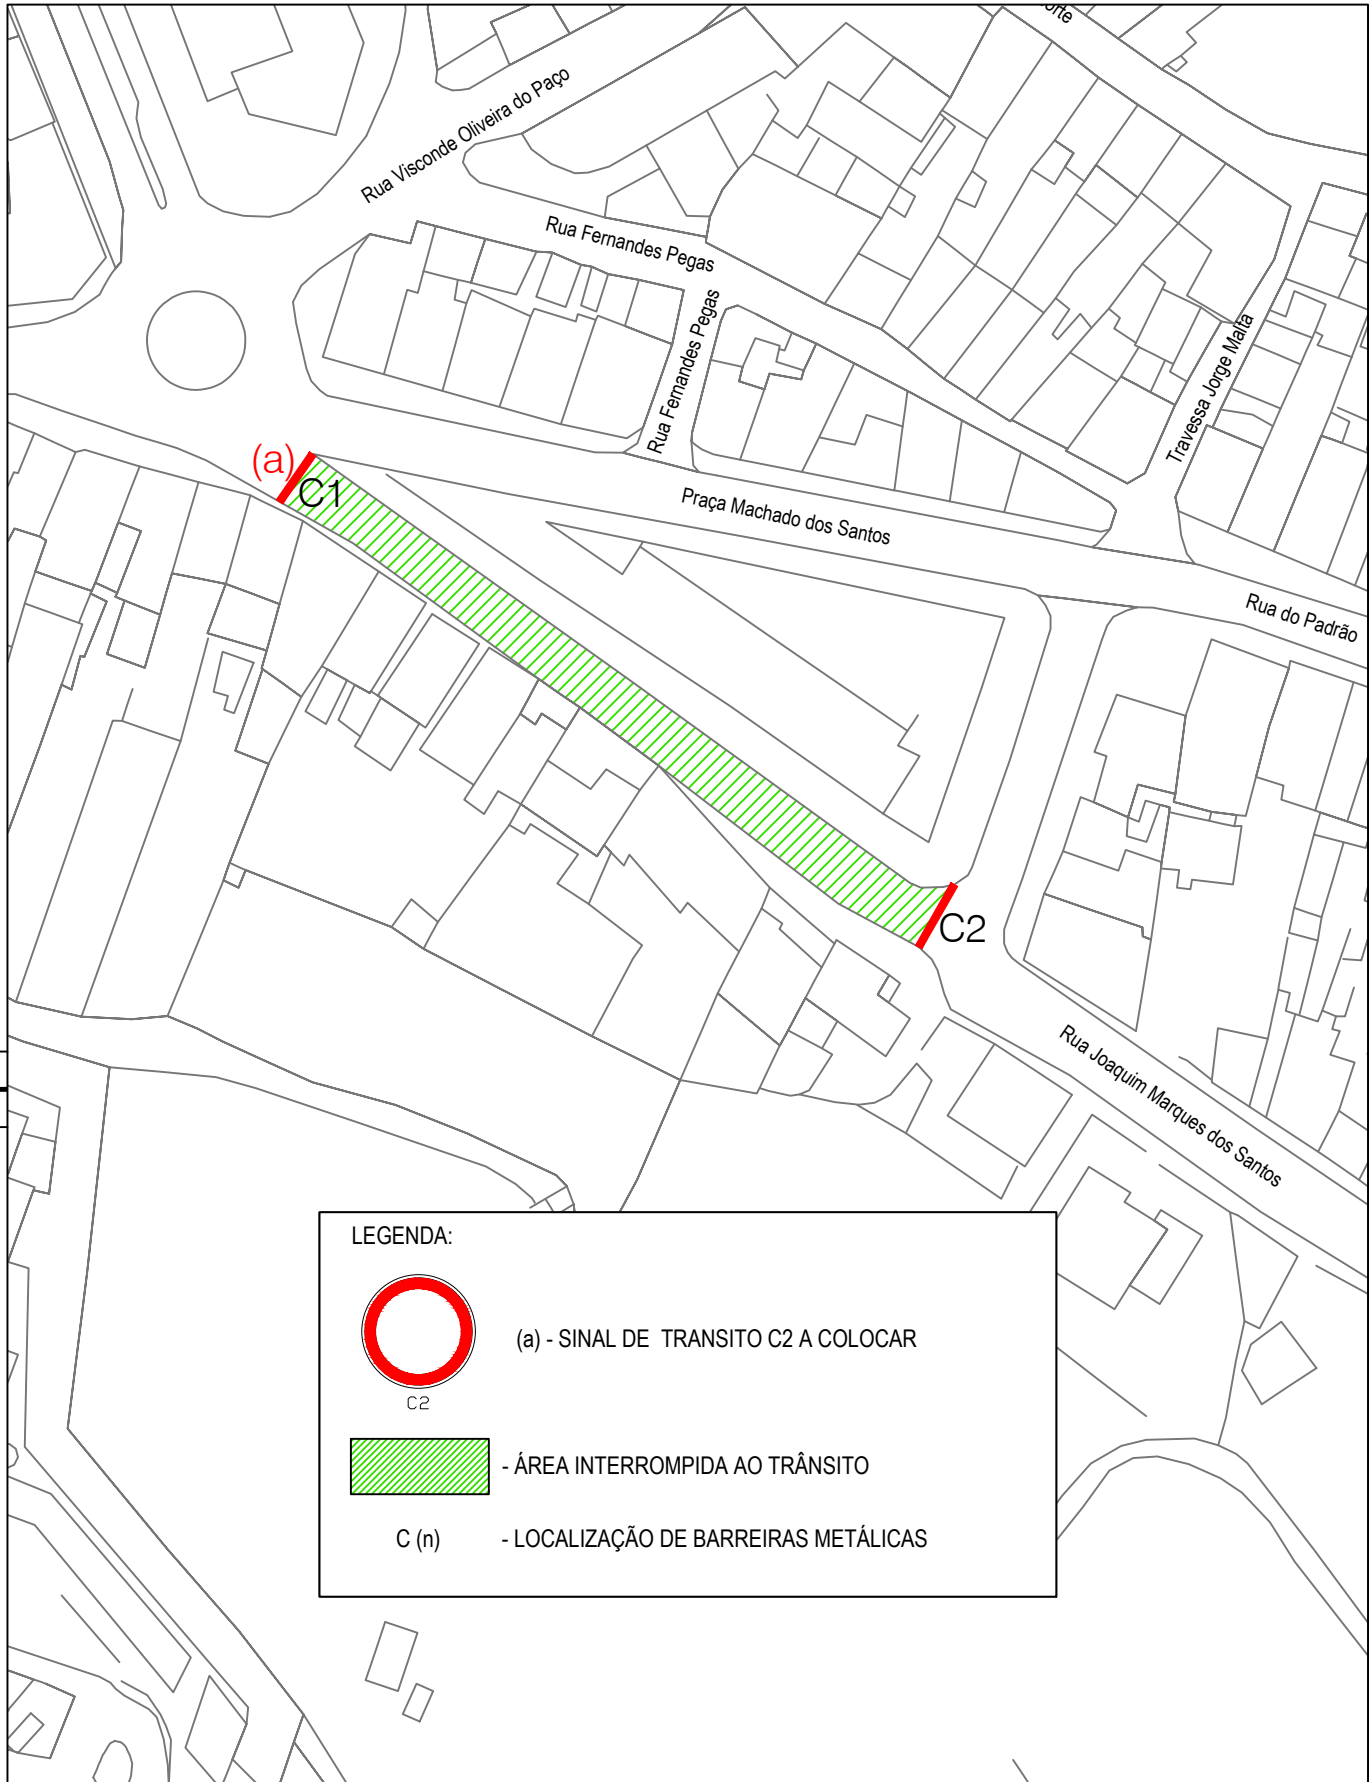 Rua Visconde Oliveira do Paço
Rua Fernandes Pegas
Rua Fernandes Pegas
Travessa Jorge Malta
(a)
C1
Praça Machado dos Santos
Rua do Padrão
C2
Rua Joaquim Marques dos Santos
LEGENDA:
(a) - SINAL DE TRANSITO C2 A COLOCAR
C2
- ÁREA INTERROMPIDA AO TRÂNSITO
C (n) - LOCALIZAÇÃO DE BARREIRAS METÁLICAS